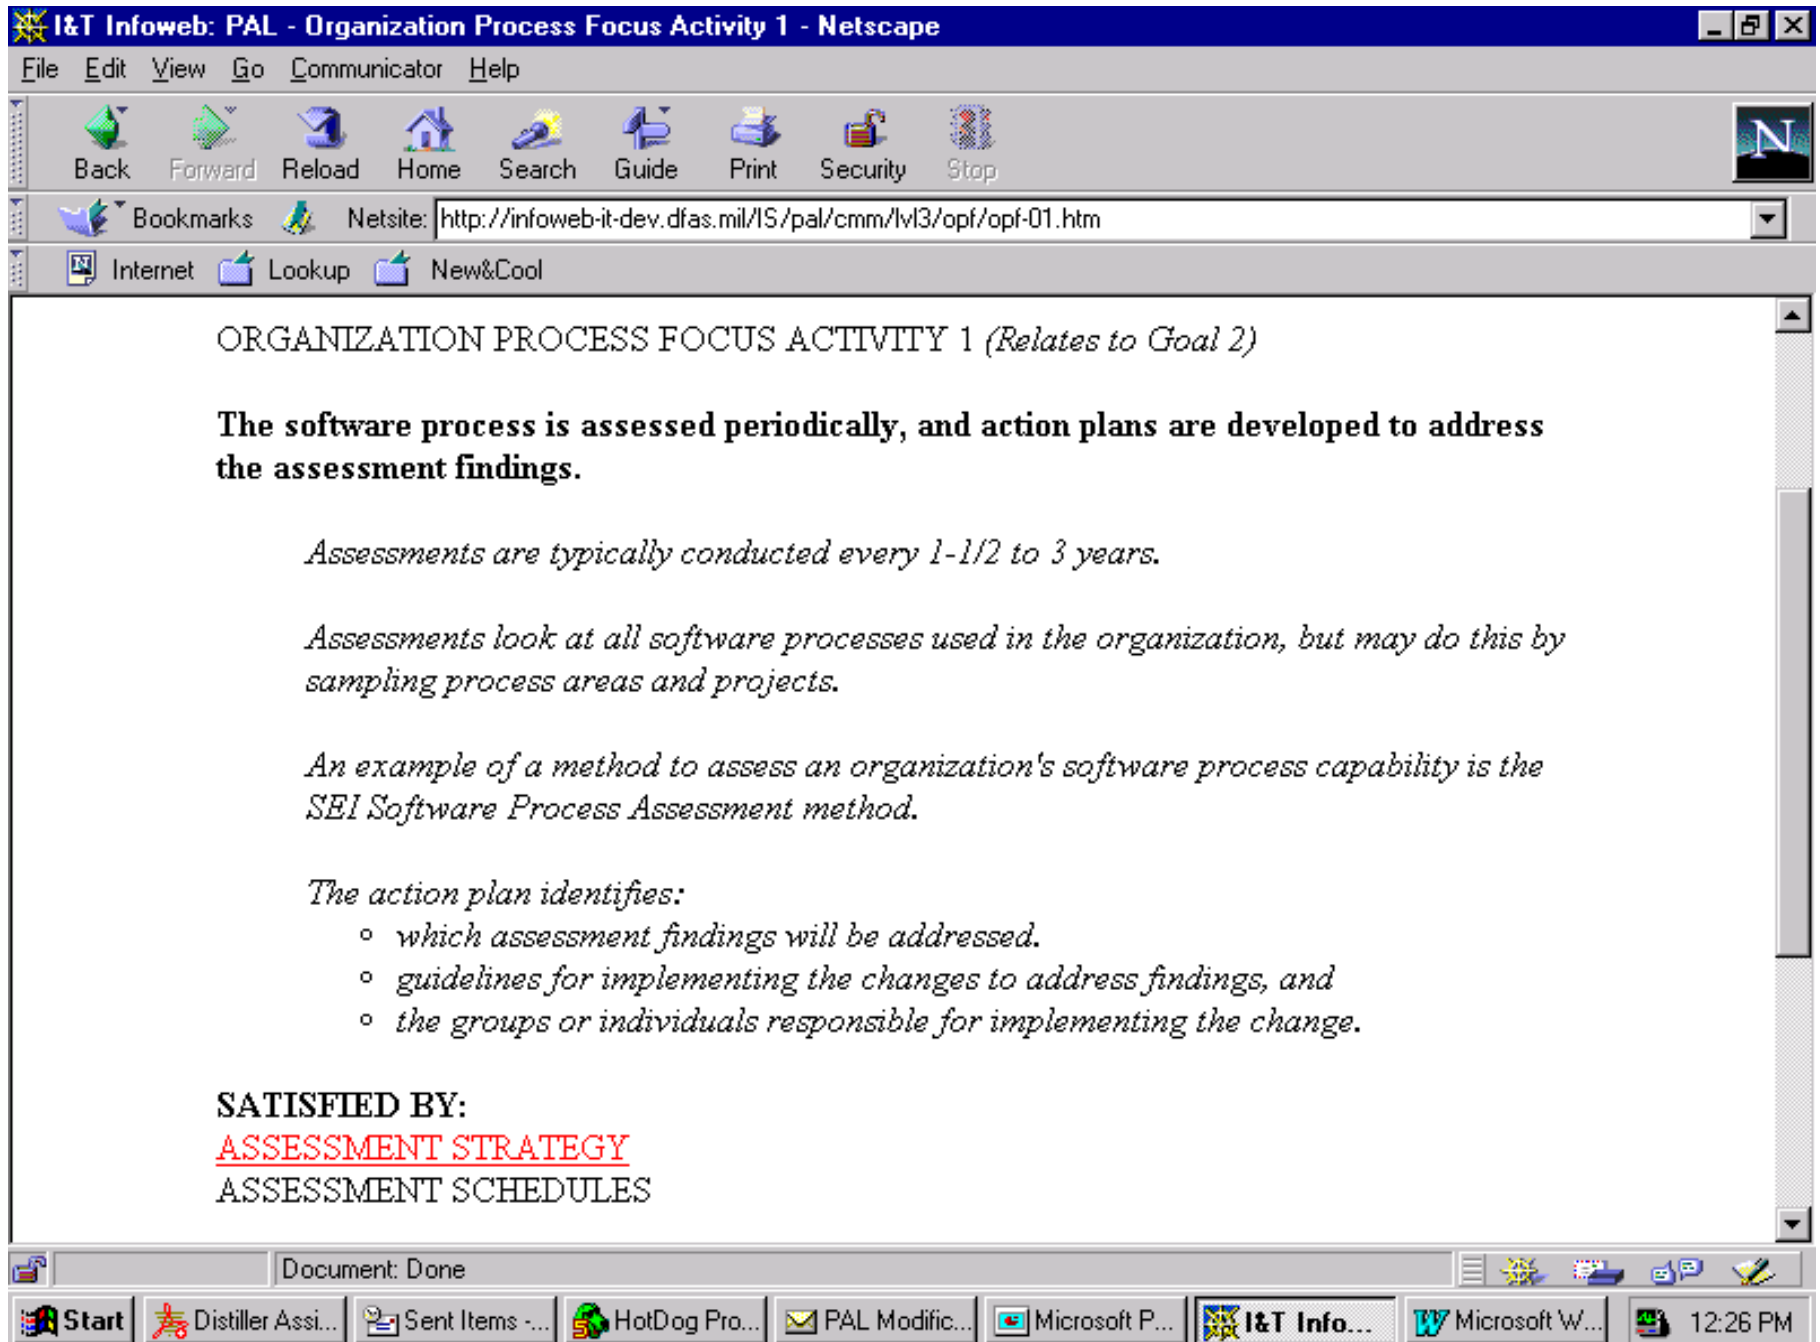 I&T Infoweb: PAL - Organization Process Focus Activity 1 - Netscape
File Edit View Go Communicator Help
Back Forward Reload Home Search Guide Print Security Stop
N
Bookmarks Netsite: http://infoweb-it-dev.dfas.mil/IS/pal/cmm/lvl3/opf/opf-01.htm
Internet Lookup New&Cool
ORGANIZATION PROCESS FOCUS ACTIVITY 1 (Relates to Goal 2)
The software process is assessed periodically, and action plans are developed to address
the assessment findings.
Assessments are typically conducted every 1-1/2 to 3 years.
Assessments look at all software processes used in the organization, but may do this by
sampling process areas and projects.
An example of a method to assess an organization's software process capability is the
SEI Software Process Assessment method.
The action plan identifies:
which assessment findings will be addressed.
guidelines for implementing the changes to address findings, and
the groups or individuals responsible for implementing the change.
SATISFIED BY:
ASSESSMENT STRATEGY
ASSESSMENT SCHEDULES
Document: Done
Start Distiller Assi... Sent Items -... HotDog Pro... PAL Modific... Microsoft P... I&T Info... Microsoft W... 12:26 PM